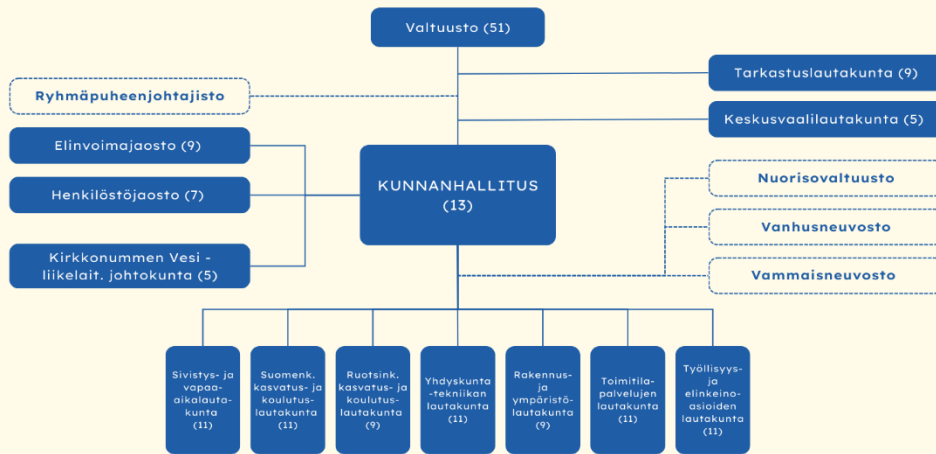 Valtuusto (51)
Tarkastuslautakunta (9)
Ryhmäpuheenjohtajisto
Keskusvaalilautakunta (5)
Elinvoimajaosto (9)
Henkilöstöjaosto (7)
Kirkkonummen Vesi -
liikelait. johtokunta (5)
KUNNANHALLITUS
(13)
Nuorisovaltuusto
Vanhusneuvosto
Vammaisneuvosto
Sivistys- ja
vapaa-
aikalauta-
kunta
(11)
Suomenk.
kasvatus- ja
koulutus-
lautakunta
(11)
Ruotsink.
kasvatus- ja
koulutus-
lautakunta
(9)
Yhdyskunta
-tekniikan
lautakunta
(11)
Rakennus-
ja
ympäristö-
lautakunta
(9)
Toimitila-
palvelujen
lautakunta
(11)
Työllisyys-
ja
elinkeino-
asioiden
lautakunta
(11)